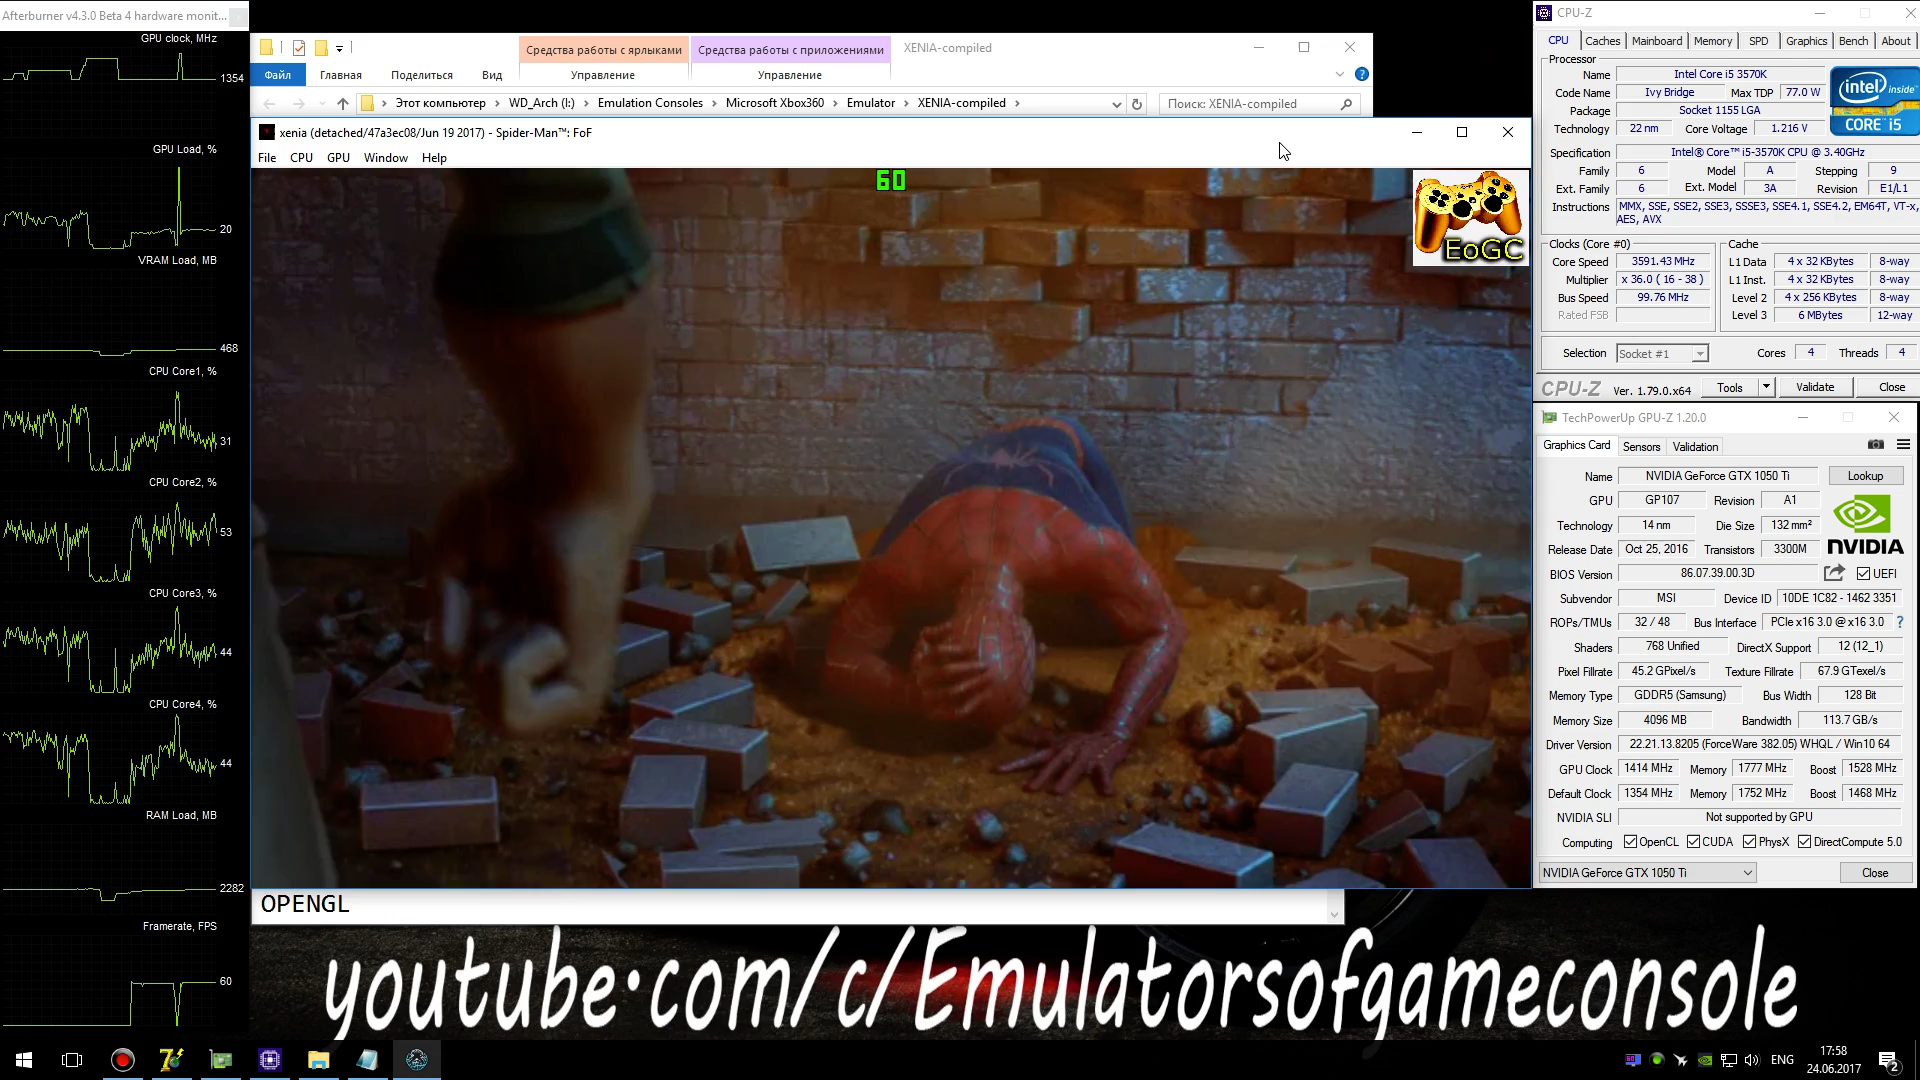 Afterburner v4.3.0 Beta 4 hardware monit...
GPU clock, MHz
1354
GPU Load, %
20
VRAM Load, MB
468
CPU Core1, %
31
CPU Core2, %
53
CPU Core3, %
44
CPU Core4, %
44
RAM Load, MB
2282
Framerate, FPS
60
Средства работы с ярлыками
Средства работы с приложениями
XENIA-compiled
Файл
Главная
Поделиться
Вид
Управление
Управление
Этот компьютер > WD_Arch (I:) > Emulation Consoles > Microsoft Xbox360 > Emulator > XENIA-compiled >
Поиск: XENIA-compiled
xenia (detached/47a3ec08/Jun 19 2017) - Spider-Man™: FoF
File CPU GPU Window Help
60
EoGC
OPENGL
youtube.com/c/Emulatorsofgameconsole
CPU-Z
CPU Caches Mainboard Memory SPD Graphics Bench About
Processor
Name Intel Core i5 3570K
Code Name Ivy Bridge Max TDP 77.0 W
Package Socket 1155 LGA
Technology 22 nm Core Voltage 1.216 V
intel inside
CORE i5
Specification Intel® Core™ i5-3570K CPU @ 3.40GHz
Family 6 Model A Stepping 9
Ext. Family 6 Ext. Model 3A Revision E1/L1
Instructions MMX, SSE, SSE2, SSE3, SSSE3, SSE4.1, SSE4.2, EM64T, VT-x,
AES, AVX
Clocks (Core #0)
Core Speed 3591.43 MHz
Multiplier x 36.0 ( 16 - 38 )
Bus Speed 99.76 MHz
Rated FSB
Cache
L1 Data 4 x 32 KBytes 8-way
L1 Inst. 4 x 32 KBytes 8-way
Level 2 4 x 256 KBytes 8-way
Level 3 6 MBytes 12-way
Selection Socket #1 Cores 4 Threads 4
CPU-Z Ver. 1.79.0.x64 Tools Validate Close
TechPowerUp GPU-Z 1.20.0
Graphics Card Sensors Validation
Name NVIDIA GeForce GTX 1050 Ti Lookup
GPU GP107 Revision A1
Technology 14 nm Die Size 132 mm²
Release Date Oct 25, 2016 Transistors 3300M
NVIDIA
BIOS Version 86.07.39.00.3D UEFI
Subvendor MSI Device ID 10DE 1C82 - 1462 3351
ROPs/TMUs 32 / 48 Bus Interface PCIe x16 3.0 @ x16 3.0 ?
Shaders 768 Unified DirectX Support 12 (12_1)
Pixel Fillrate 45.2 GPixel/s Texture Fillrate 67.9 GTexel/s
Memory Type GDDR5 (Samsung) Bus Width 128 Bit
Memory Size 4096 MB Bandwidth 113.7 GB/s
Driver Version 22.21.13.8205 (ForceWare 382.05) WHQL / Win10 64
GPU Clock 1414 MHz Memory 1777 MHz Boost 1528 MHz
Default Clock 1354 MHz Memory 1752 MHz Boost 1468 MHz
NVIDIA SLI Not supported by GPU
Computing OpenCL CUDA PhysX DirectCompute 5.0
NVIDIA GeForce GTX 1050 Ti Close
ENG
17:58
24.06.2017
2